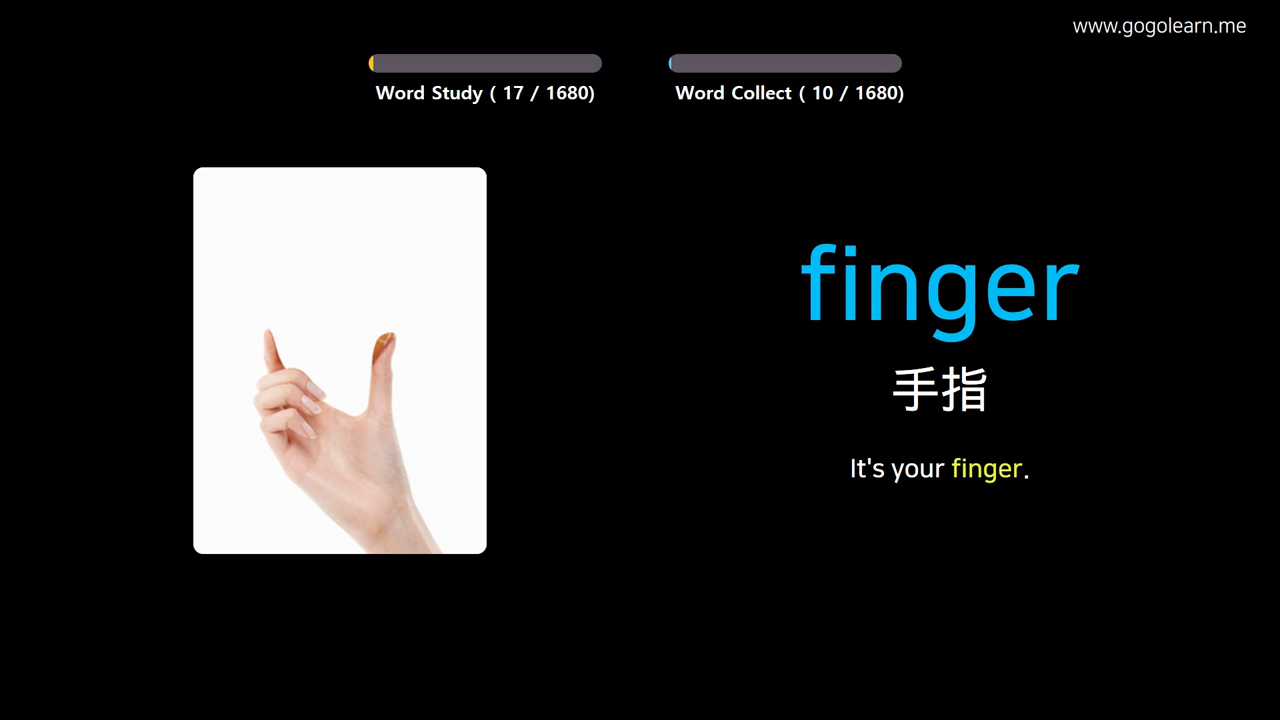 www.gogolearn.me
Word Study ( 17 / 1680)
Word Collect ( 10 / 1680)
finger
手指
It's your finger.